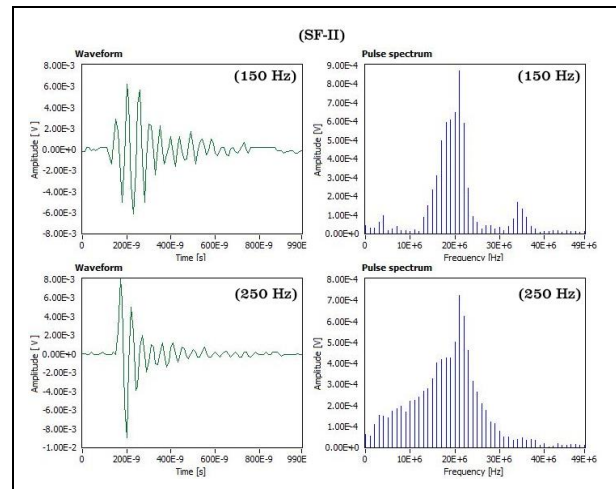 (SF-II)
Waveform
(150 Hz)
Amplitude [ V ]
8.00E-3
6.00E-3
4.00E-3
2.00E-3
0.00E+0
-2.00E-3
-4.00E-3
-6.00E-3
-8.00E-3
0
200E-9
400E-9
600E-9
800E-9
990E-9
Time [s]
Pulse spectrum
(150 Hz)
Amplitude [V]
9.00E-4
8.00E-4
7.00E-4
6.00E-4
5.00E-4
4.00E-4
3.00E-4
2.00E-4
1.00E-4
0.00E+0
0
10E+6
20E+6
30E+6
40E+6
49E+6
Frequency [Hz]
Waveform
(250 Hz)
Amplitude [ V ]
8.00E-3
6.00E-3
4.00E-3
2.00E-3
0.00E+0
-2.00E-3
-4.00E-3
-6.00E-3
-8.00E-3
-1.00E-2
0
200E-9
400E-9
600E-9
800E-9
990E-9
Time [s]
Pulse spectrum
(250 Hz)
Amplitude [V]
8.00E-4
7.00E-4
6.00E-4
5.00E-4
4.00E-4
3.00E-4
2.00E-4
1.00E-4
0.00E+0
0
10E+6
20E+6
30E+6
40E+6
49E+6
Frequency [Hz]